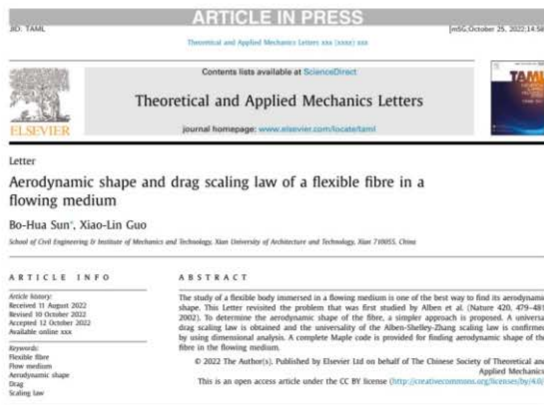 ARTICLE IN PRESS
JID: TAML
[m5G;October 25, 2022;14:58
Theoretical and Applied Mechanics Letters xxx (xxxx) xxx
Contents lists available at ScienceDirect
Theoretical and Applied Mechanics Letters
journal homepage: www.elsevier.com/locate/taml
ELSEVIER
TAML
Letter
Aerodynamic shape and drag scaling law of a flexible fibre in a
flowing medium
Bo-Hua Sun*, Xiao-Lin Guo
School of Civil Engineering & Institute of Mechanics and Technology, Xian University of Architecture and Technology, Xian 710055, China
ARTICLE INFO
Article history:
Received 11 August 2022
Revised 10 October 2022
Accepted 12 October 2022
Available online xxx
Keywords:
Flexible fibre
Flow medium
Aerodynamic shape
Drag
Scaling law
ABSTRACT
The study of a flexible body immersed in a flowing medium is one of the best way to find its aerodynamic
shape. This Letter revisited the problem that was first studied by Alben et al. (Nature 420, 479–481
2002). To determine the aerodynamic shape of the fibre, a simpler approach is proposed. A universal
drag scaling law is obtained and the universality of the Alben-Shelley-Zhang scaling law is confirmed
by using dimensional analysis. A complete Maple code is provided for finding aerodynamic shape of the
fibre in the flowing medium.
© 2022 The Author(s). Published by Elsevier Ltd on behalf of The Chinese Society of Theoretical and
Applied Mechanics
This is an open access article under the CC BY license (http://creativecommons.org/licenses/by/4.0/